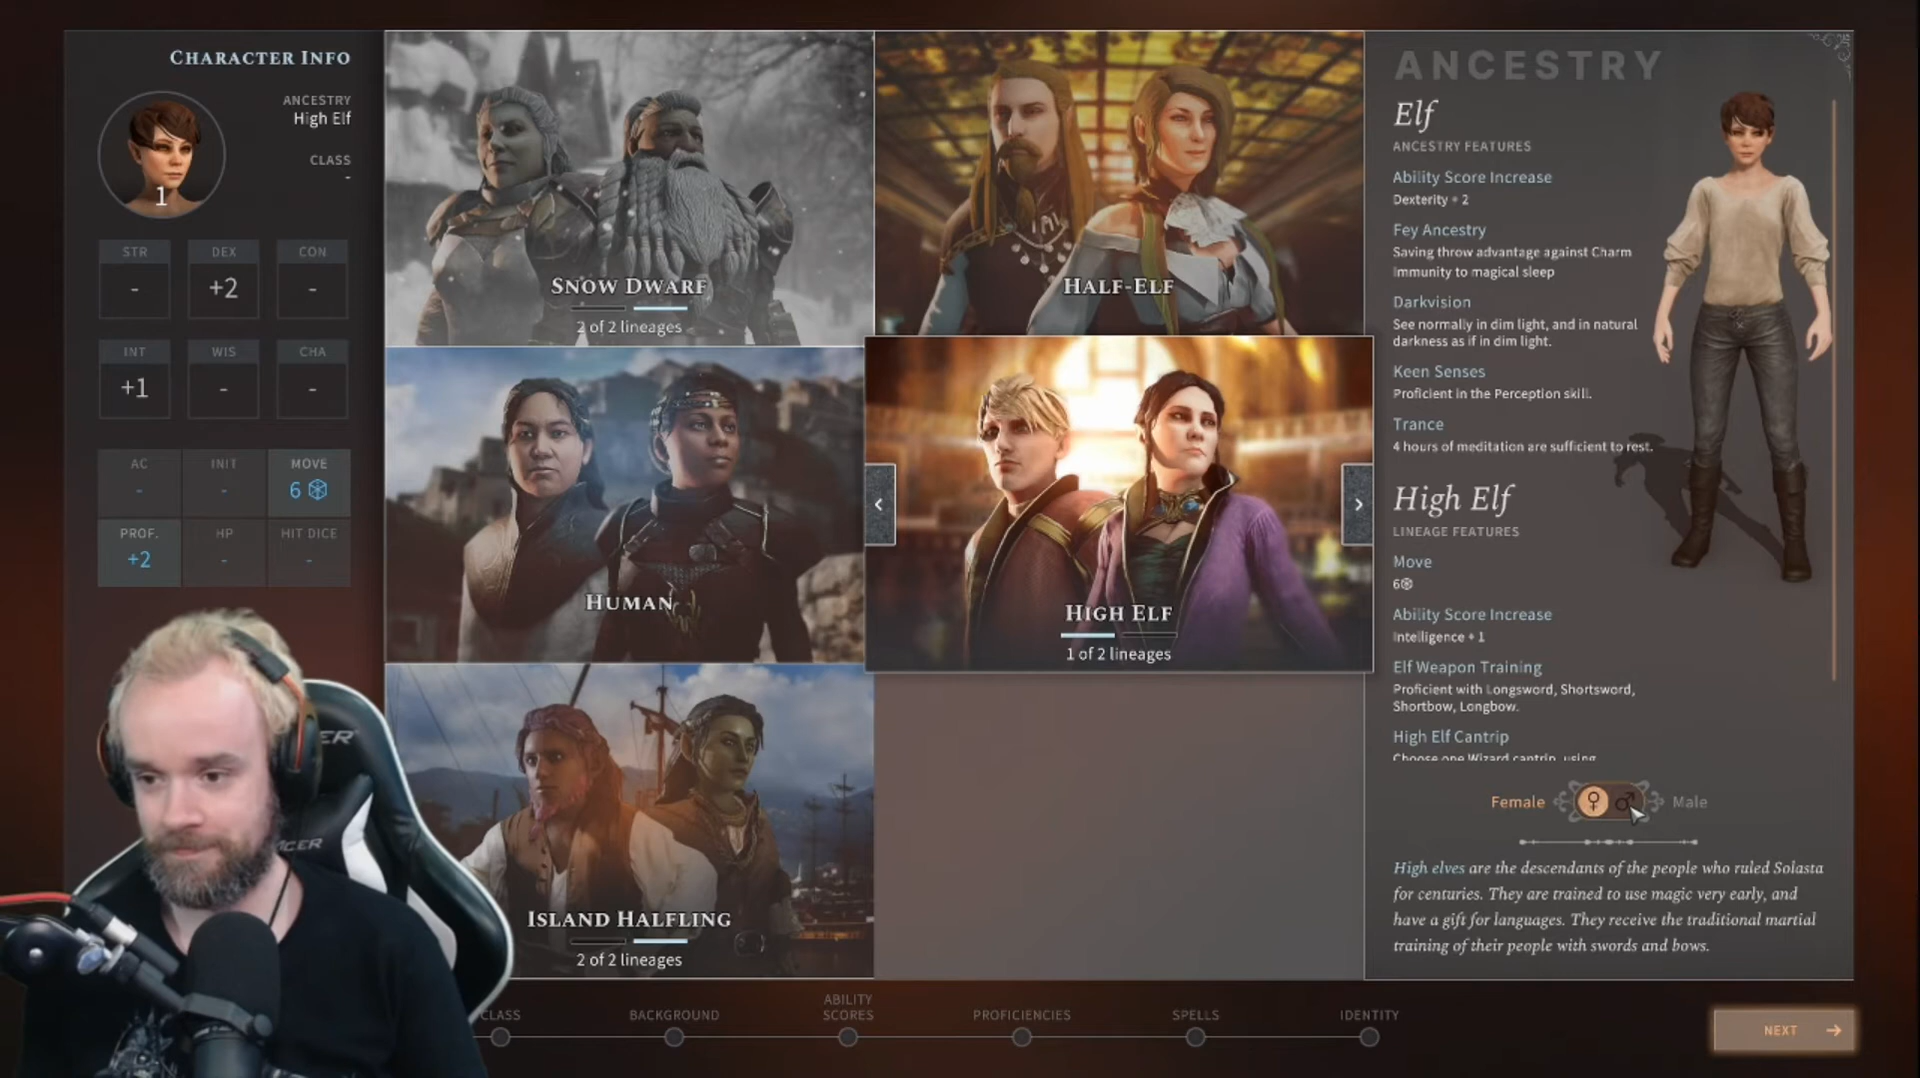 CHARACTER INFO
ANCESTRY
High Elf
CLASS
-
1
STR
DEX
CON
-
+2
-
INT
WIS
CHA
+1
-
-
AC
INIT
MOVE
-
-
6
PROF.
HP
HIT DICE
+2
-
-
SNOW DWARF
2 of 2 lineages
HALF-ELF
HUMAN
HIGH ELF
1 of 2 lineages
ISLAND HALFLING
2 of 2 lineages
ANCESTRY
Elf
ANCESTRY FEATURES
Ability Score Increase
Dexterity + 2
Fey Ancestry
Saving throw advantage against Charm
Immunity to magical sleep
Darkvision
See normally in dim light, and in natural
darkness as if in dim light.
Keen Senses
Proficient in the Perception skill.
Trance
4 hours of meditation are sufficient to rest.
High Elf
LINEAGE FEATURES
Move
6
Ability Score Increase
Intelligence + 1
Elf Weapon Training
Proficient with Longsword, Shortsword,
Shortbow, Longbow.
High Elf Cantrip
Choose one Wizard cantrip, using
Female
Male
High elves are the descendants of the people who ruled Solasta
for centuries. They are trained to use magic very early, and
have a gift for languages. They receive the traditional martial
training of their people with swords and bows.
CLASS
BACKGROUND
ABILITY
SCORES
PROFICIENCIES
SPELLS
IDENTITY
NEXT